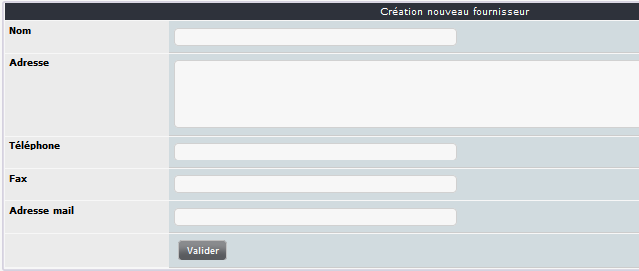 Création nouveau fournisseur
Nom
Adresse
Téléphone
Fax
Adresse mail
Valider